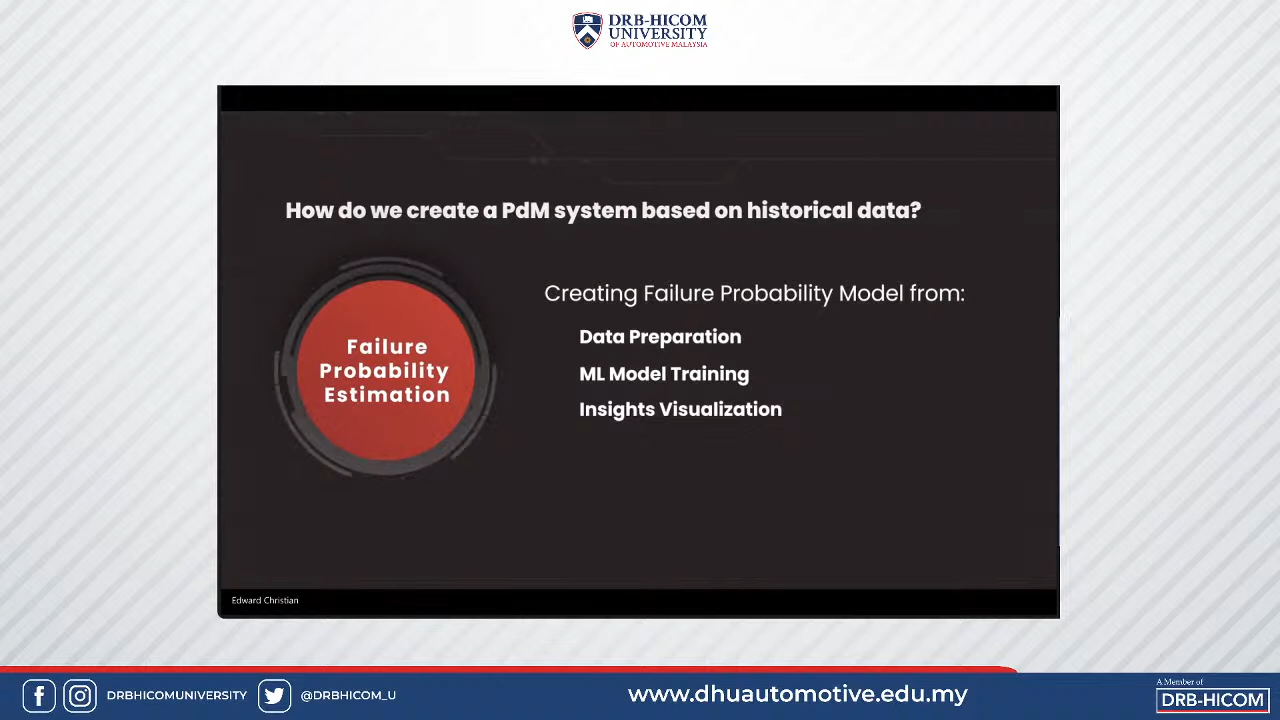 DRB-HICOM
UNIVERSITY
OF AUTOMOTIVE MALAYSIA
How do we create a PdM system based on historical data?
Failure
Probability
Estimation
Creating Failure Probability Model from:
Data Preparation
ML Model Training
Insights Visualization
Edward Christian
DRBHICOMUNIVERSITY
@DRBHICOM_U
www.dhuautomotive.edu.my
A Member of
DRB-HICOM